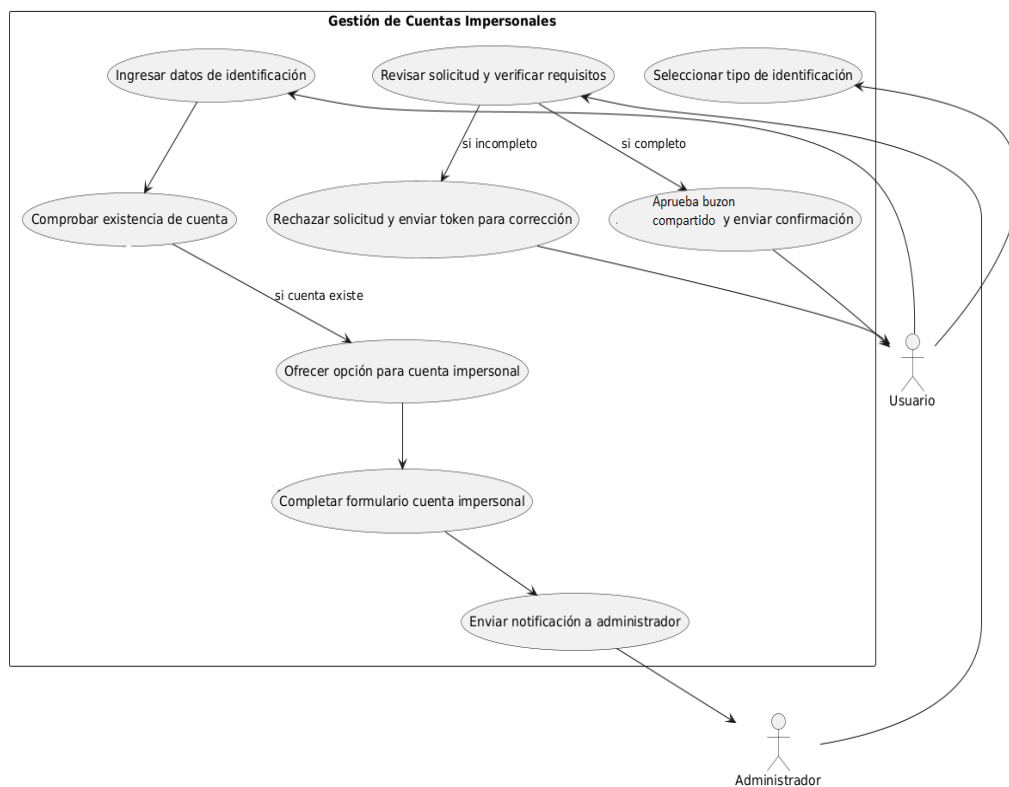 Gestión de Cuentas Impersonales
Ingresar datos de identificación
Revisar solicitud y verificar requisitos
Seleccionar tipo de identificación
si incompleto
si completo
Comprobar existencia de cuenta
Rechazar solicitud y enviar token para corrección
Aprueba buzon
compartido y enviar confirmación
si cuenta existe
Ofrecer opción para cuenta impersonal
Usuario
Completar formulario cuenta impersonal
Enviar notificación a administrador
Administrador